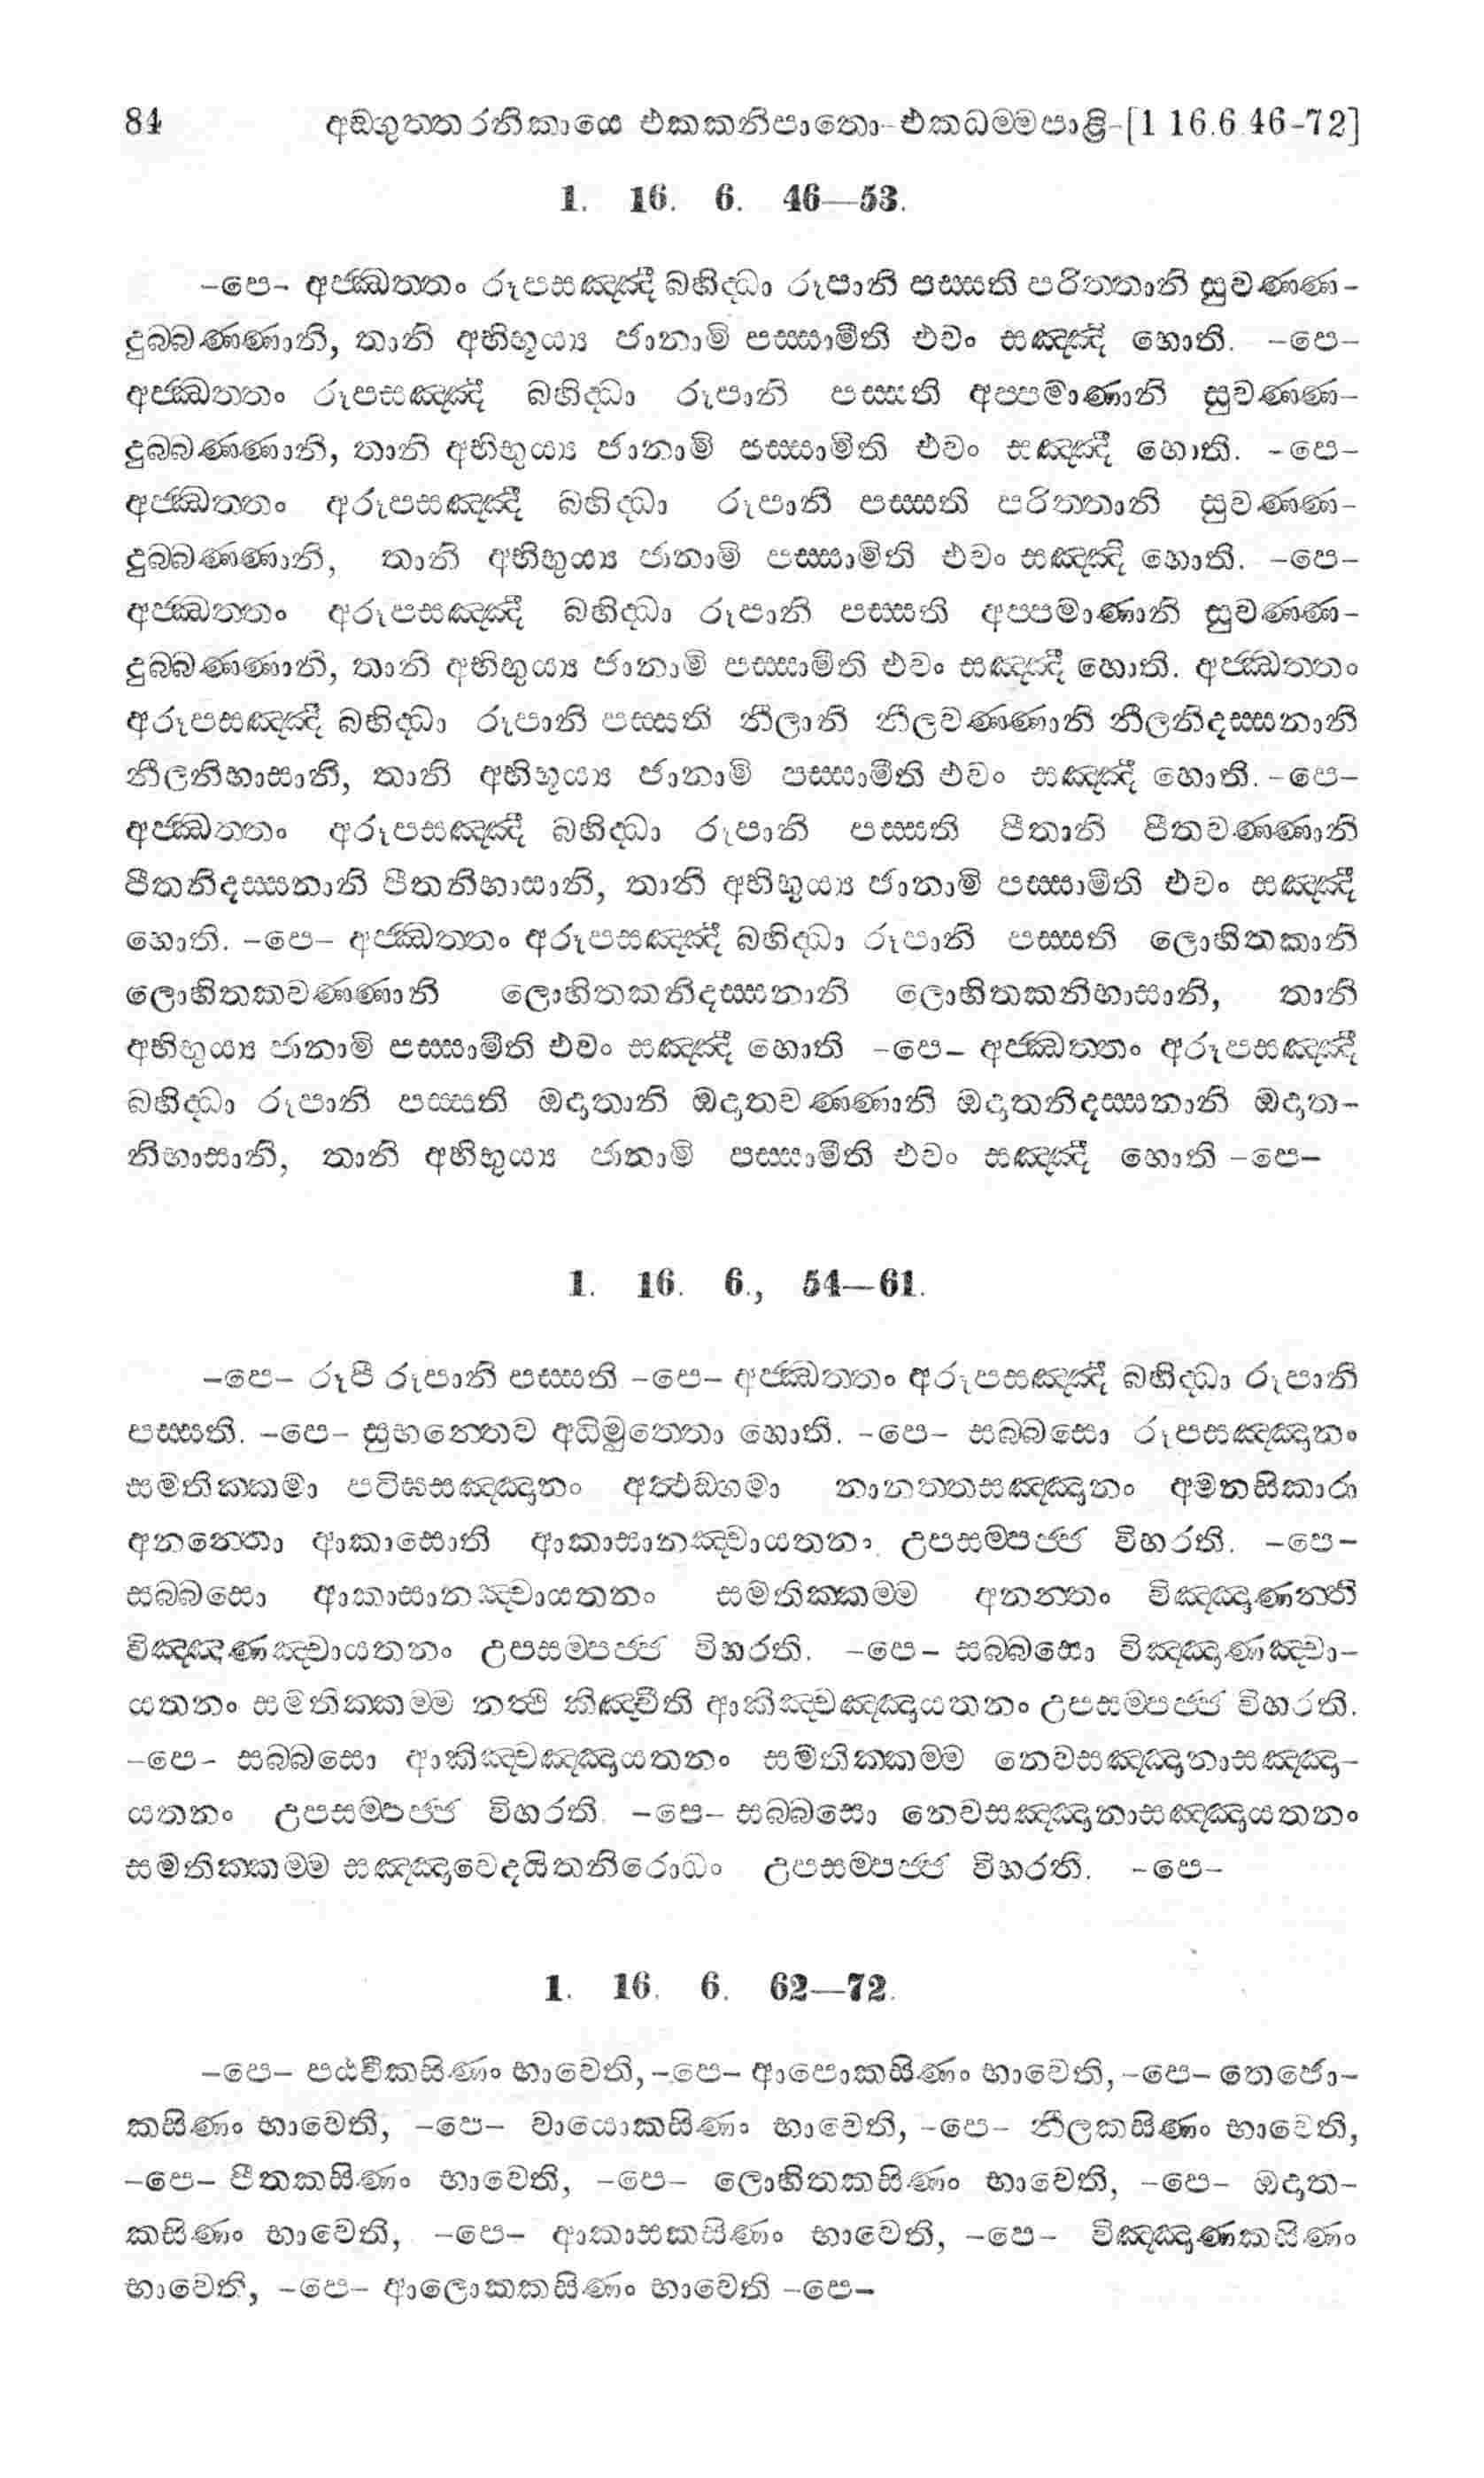 84 අඞ්ගුත්තරනිකායෙ එකකනිපාතො-එකධම්මපාළි-[1 16.6 46-72]
1. 16. 6. 46—53.
-පෙ- අජ්ඣත්තං රූපසඤ්ඤී බහිද්ධා රූපානි පස්සති පරිත්තානි සුවණ්ණ-
දුබ්බණ්ණානි, තානි අභිභූය්‍ය ජානාමි පස්සාමීති එවං සඤ්ඤී හොති. -පෙ-
අජ්ඣත්තං රූපසඤ්ඤී බහිද්ධා රූපානි පස්සති අප්පමාණානි සුවණ්ණ-
දුබ්බණ්ණානි, තානි අභිභුය්‍ය ජානාමි පස්සාමිති එවං සඤ්ඤී හොති. -පෙ-
අජ්ඣත්තං අරූපසඤ්ඤී බහිද්ධා රූපානි පස්සති පරිත්තානි සුවණ්ණ-
දුබ්බණ්ණානි, තානි අභිභුය්‍ය ජානාමි පස්සාමිති එවං සඤ්ඤී හොති. -පෙ-
අජ්ඣත්තං අරූපසඤ්ඤී බහිද්ධා රූපානි පස්සති අප්පමාණානි සුවණ්ණ-
දුබ්බණ්ණානි, තානි අභිභුය්‍ය ජානාමි පස්සාමීති එවං සඤ්ඤී හොති. අජ්ඣත්තං
අරූපසඤ්ඤී බහිද්ධා රූපානි පස්සති නීලානි නීලවණ්ණානි නීලනිදස්සනානි
නීලනිභාසානි, තානි අභිභූය්‍ය ජානාමි පස්සාමීති එවං සඤ්ඤී හොති. -පෙ-
අජ්ඣත්තං අරූපසඤ්ඤී බහිද්ධා රූපානි පස්සති පීතානි පීතවණ්ණානි
පීතනිදස්සනානි පීතනිභාසානි, තානි අභිභුය්‍ය ජානාමි පස්සාමිති එවං සඤ්ඤී
හොති. -පෙ- අජ්ඣත්තං අරූපසඤ්ඤී බහිද්ධා රූපානි පස්සති ලොහිතකානි
ලොහිතකවණ්ණානි ලොහිතකනිදස්සනානි ලොහිතකනිභාසානි, තානි
අභිභුය්‍ය ජානාමි පස්සාමීති එවං සඤ්ඤී හොති -පෙ- අජ්ඣත්තං අරූපසඤ්ඤී
බහිද්ධා රූපානි පස්සති ඔදාතානි ඔදාතවණ්ණානි ඔදාතනිදස්සනානි ඔදාත-
නිභාසානි, තානි අභිභුය්‍ය ජානාමි පස්සාමීති එවං සඤ්ඤී හොති -පෙ-
1. 16. 6., 54—61.
-පෙ- රූපී රූපානි පස්සති -පෙ- අජ්ඣත්තං අරූපසඤ්ඤී බහිද්ධා රූපානි
පස්සති. -පෙ- සුභන්තෙව අධිමුත්තො හොති. -පෙ- සබ්බසො රූපසඤ්ඤානං
සමතික්කමා පටිඝසඤ්ඤානං අත්ථඞ්ගමා නානත්තසඤ්ඤානං අමනසිකාරා
අනන්තො ආකාසොති ආකාසානඤ්චායතනං උපසම්පජ්ජ විහරති. -පෙ-
සබ්බසො ආකාසානඤ්චායතනං සමතික්කම්ම අනන්තං විඤ්ඤාණන්ති
විඤ්ඤාණඤ්චායතනං උපසම්පජ්ජ විහරති. -පෙ- සබ්බසො විඤ්ඤාණඤ්චා-
යතනං සමතික්කම්ම නත්ථි කිඤ්චීති ආකිඤ්චඤ්ඤායතනං උපසම්පජ්ජ විහරති.
-පෙ- සබ්බසො ආකිඤ්චඤ්ඤායතනං සමතික්කම්ම නෙවසඤ්ඤානාසඤ්ඤා-
යතනං උපසම්පජ්ජ විහරති. -පෙ- සබ්බසො නෙවසඤ්ඤානාසඤ්ඤායතනං
සමතික්කම්ම සඤ්ඤාවෙදයිතනිරොධං උපසම්පජ්ජ විහරති. -පෙ-
1. 16. 6. 62—72.
-පෙ- පඨවීකසිණං භාවෙති, -පෙ- ආපොකසිණං භාවෙති, -පෙ- තෙජො-
කසිණං භාවෙති, -පෙ- වායොකසිණං භාවෙති, -පෙ- නීලකසිණං භාවෙති,
-පෙ- පීතකසිණං භාවෙති, -පෙ- ලොහිතකසිණං භාවෙති, -පෙ- ඔදාත-
කසිණං භාවෙති, -පෙ- ආකාසකසිණං භාවෙති, -පෙ- විඤ්ඤාණකසිණං
භාවෙති, -පෙ- ආලොකකසිණං භාවෙති -පෙ-